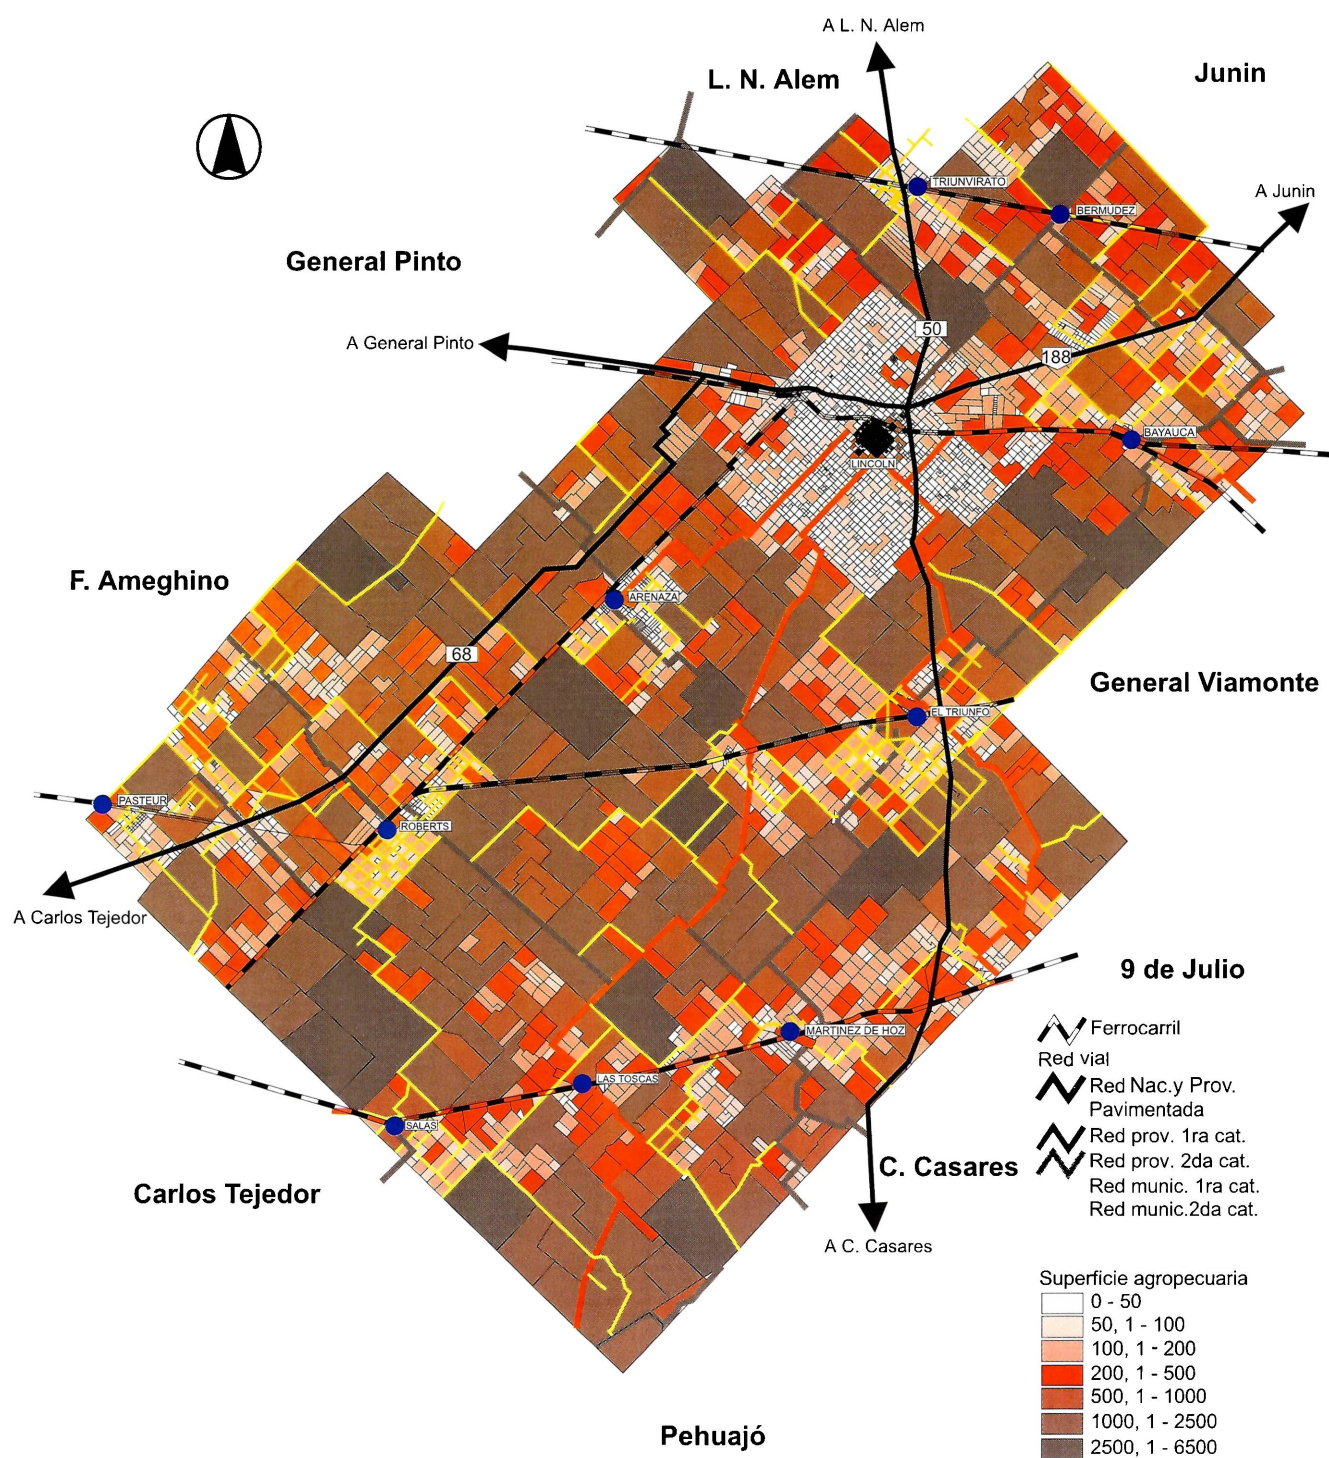 A L. N. Alem
L. N. Alem
Junin
TRIUNVIRATO
A Junin
BERMUDEZ
General Pinto
50
A General Pinto
188
BAYAUCA
LINCOLN
F. Ameghino
ARENAZA
68
General Viamonte
EL TRIUNFO
PASTEUR
ROBERTS
A Carlos Tejedor
9 de Julio
MARTINEZ DE HOZ
Ferrocarril
Red vial
LAS TOSCAS
Red Nac.y Prov.
Pavimentada
SALAS
Red prov. 1ra cat.
Red prov. 2da cat.
C. Casares
Carlos Tejedor
Red munic. 1ra cat.
Red munic.2da cat.
A C. Casares
Superficie agropecuaria
0 - 50
50, 1 - 100
100, 1 - 200
200, 1 - 500
500, 1 - 1000
1000, 1 - 2500
2500, 1 - 6500
Pehuajó